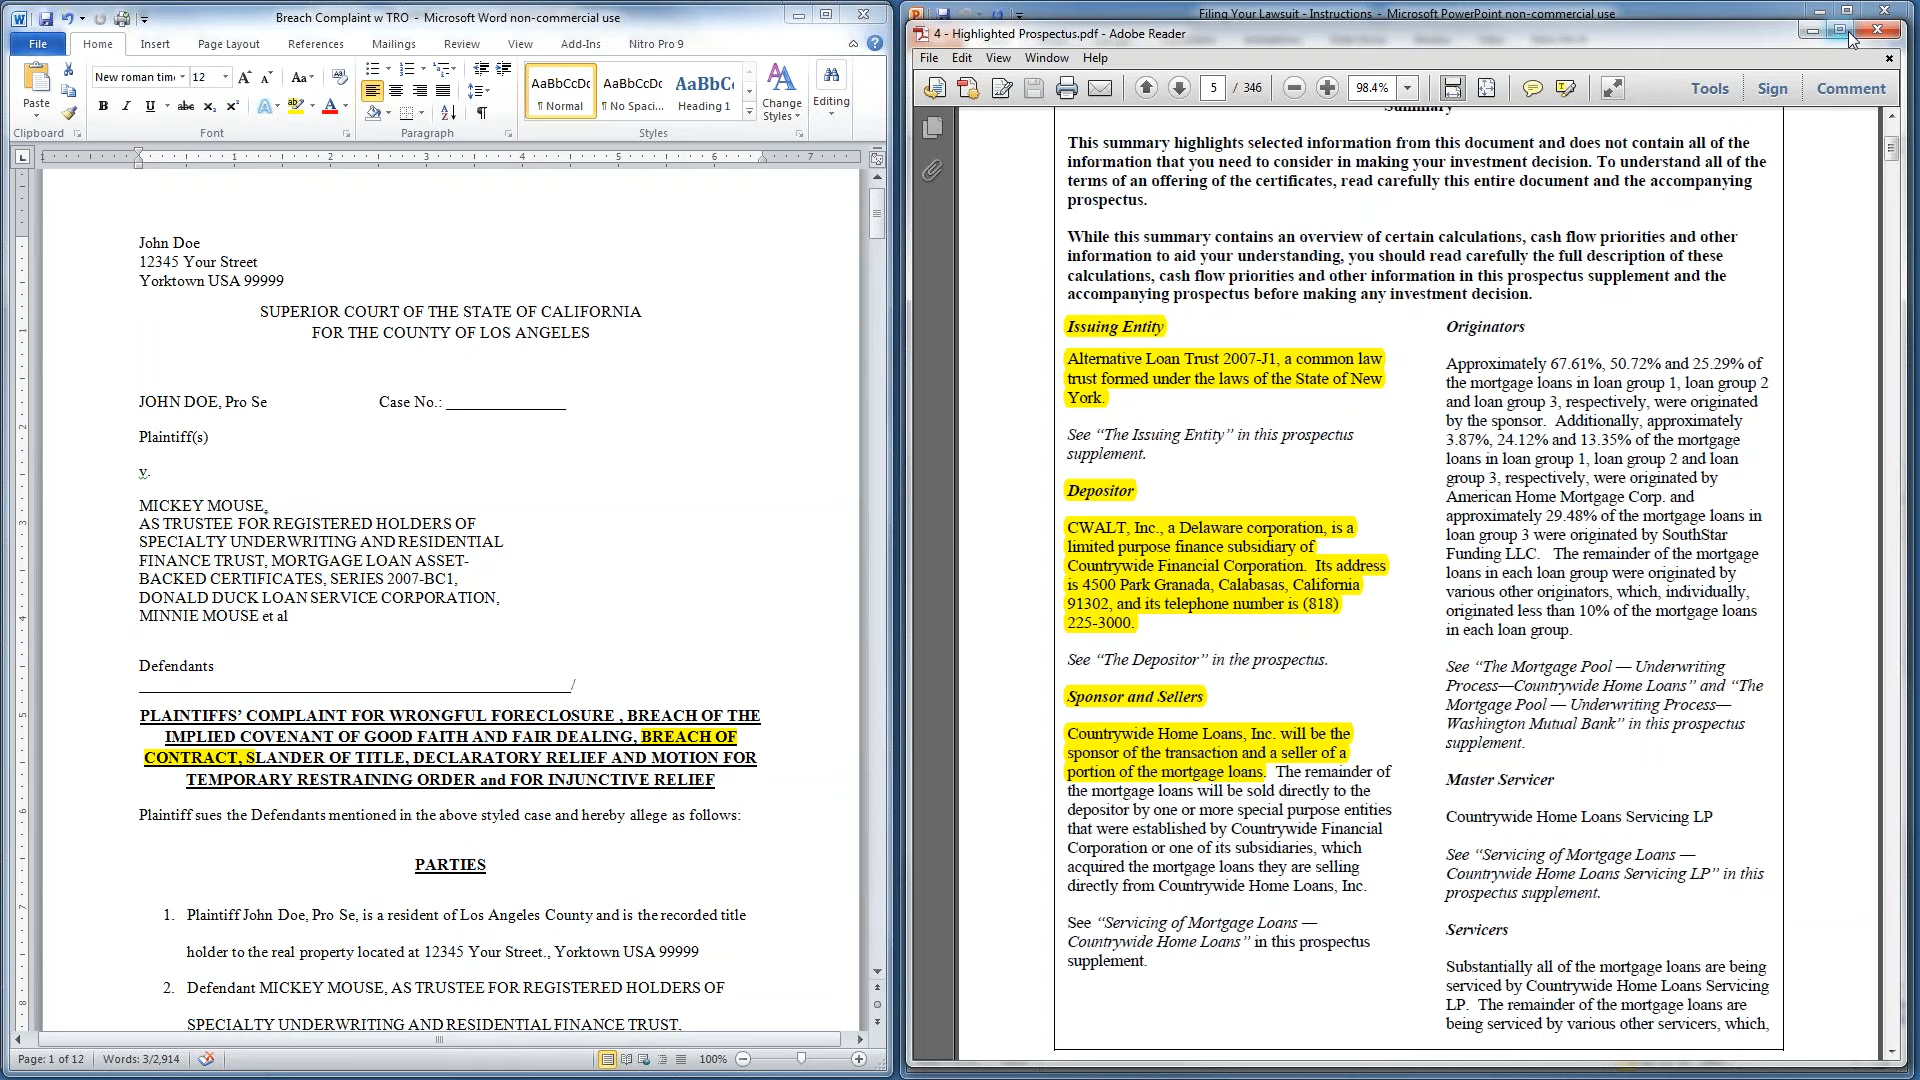 Breach Complaint w TRO - Microsoft Word non-commercial use
File
Home
Insert
Page Layout
References
Mailings
Review
View
Add-Ins
Nitro Pro 9
Paste
New roman tim
12
Clipboard
Font
Paragraph
AaBbCcDc
¶ Normal
AaBbCcDc
¶ No Spaci...
AaBbC
Heading 1
Change
Styles
Styles
Editing
John Doe
12345 Your Street
Yorktown USA 99999
SUPERIOR COURT OF THE STATE OF CALIFORNIA
FOR THE COUNTY OF LOS ANGELES
JOHN DOE, Pro Se
Case No.: _______________
Plaintiff(s)
v.
MICKEY MOUSE,
AS TRUSTEE FOR REGISTERED HOLDERS OF
SPECIALTY UNDERWRITING AND RESIDENTIAL
FINANCE TRUST, MORTGAGE LOAN ASSET-
BACKED CERTIFICATES, SERIES 2007-BC1,
DONALD DUCK LOAN SERVICE CORPORATION,
MINNIE MOUSE et al
Defendants
______________________________________________________/
PLAINTIFFS’ COMPLAINT FOR WRONGFUL FORECLOSURE , BREACH OF THE
IMPLIED COVENANT OF GOOD FAITH AND FAIR DEALING, BREACH OF
CONTRACT, SLANDER OF TITLE, DECLARATORY RELIEF AND MOTION FOR
TEMPORARY RESTRAINING ORDER and FOR INJUNCTIVE RELIEF
Plaintiff sues the Defendants mentioned in the above styled case and hereby allege as follows:
PARTIES
1. Plaintiff John Doe, Pro Se, is a resident of Los Angeles County and is the recorded title
holder to the real property located at 12345 Your Street., Yorktown USA 99999
2. Defendant MICKEY MOUSE, AS TRUSTEE FOR REGISTERED HOLDERS OF
SPECIALTY UNDERWRITING AND RESIDENTIAL FINANCE TRUST,
Page: 1 of 12
Words: 3/2,914
100%
Filing Your Lawsuit - Instructions - Microsoft PowerPoint non-commercial use
4 - Highlighted Prospectus.pdf - Adobe Reader
File
Edit
View
Window
Help
5
/ 346
98.4%
Tools
Sign
Comment
Summary
This summary highlights selected information from this document and does not contain all of the
information that you need to consider in making your investment decision. To understand all of the
terms of an offering of the certificates, read carefully this entire document and the accompanying
prospectus.
While this summary contains an overview of certain calculations, cash flow priorities and other
information to aid your understanding, you should read carefully the full description of these
calculations, cash flow priorities and other information in this prospectus supplement and the
accompanying prospectus before making any investment decision.
Issuing Entity
Alternative Loan Trust 2007-J1, a common law
trust formed under the laws of the State of New
York.
See “The Issuing Entity” in this prospectus
supplement.
Depositor
CWALT, Inc., a Delaware corporation, is a
limited purpose finance subsidiary of
Countrywide Financial Corporation. Its address
is 4500 Park Granada, Calabasas, California
91302, and its telephone number is (818)
225-3000.
See “The Depositor” in the prospectus.
Sponsor and Sellers
Countrywide Home Loans, Inc. will be the
sponsor of the transaction and a seller of a
portion of the mortgage loans. The remainder of
the mortgage loans will be sold directly to the
depositor by one or more special purpose entities
that were established by Countrywide Financial
Corporation or one of its subsidiaries, which
acquired the mortgage loans they are selling
directly from Countrywide Home Loans, Inc.
See “Servicing of Mortgage Loans —
Countrywide Home Loans” in this prospectus
supplement.
Originators
Approximately 67.61%, 50.72% and 25.29% of
the mortgage loans in loan group 1, loan group 2
and loan group 3, respectively, were originated
by the sponsor. Additionally, approximately
3.87%, 24.12% and 13.35% of the mortgage
loans in loan group 1, loan group 2 and loan
group 3, respectively, were originated by
American Home Mortgage Corp. and
approximately 29.48% of the mortgage loans in
loan group 3 were originated by SouthStar
Funding LLC. The remainder of the mortgage
loans in each loan group were originated by
various other originators, which, individually,
originated less than 10% of the mortgage loans
in each loan group.
See “The Mortgage Pool — Underwriting
Process—Countrywide Home Loans” and “The
Mortgage Pool — Underwriting Process—
Washington Mutual Bank” in this prospectus
supplement.
Master Servicer
Countrywide Home Loans Servicing LP
See “Servicing of Mortgage Loans —
Countrywide Home Loans Servicing LP” in this
prospectus supplement.
Servicers
Substantially all of the mortgage loans are being
serviced by Countrywide Home Loans Servicing
LP. The remainder of the mortgage loans are
being serviced by various other servicers, which,